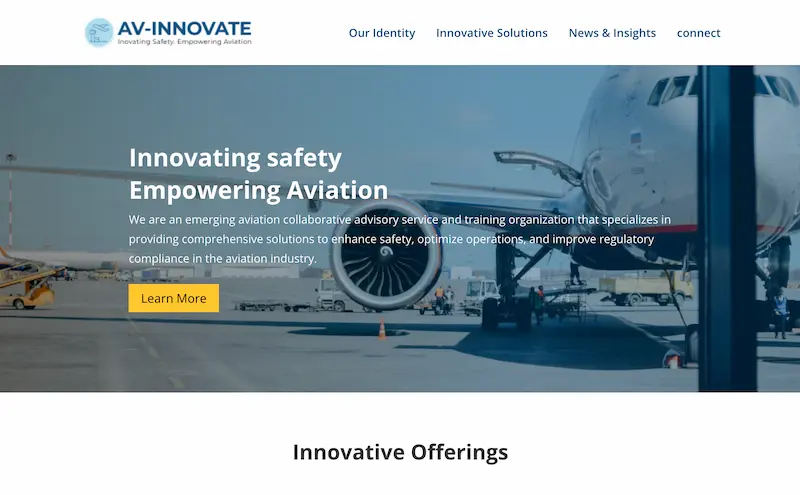 AV-INNOVATE
Inovating Safety. Empowering Aviation
Our Identity
Innovative Solutions
News & Insights
connect
Innovating safety
Empowering Aviation
We are an emerging aviation collaborative advisory service and training organization that specializes in
providing comprehensive solutions to enhance safety, optimize operations, and improve regulatory
compliance in the aviation industry.
Learn More
Innovative Offerings